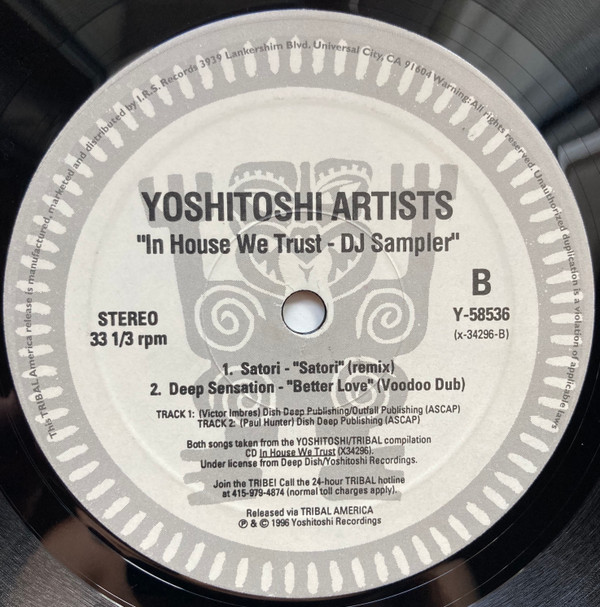 This TRIBAL America release is manufactured, marketed and distributed by I.R.S. Records 3939 Lankershim Blvd. Universal City, CA 91604 Warning: All rights reserved. Unauthorized duplication is a violation of applicable laws
YOSHITOSHI ARTISTS
"In House We Trust - DJ Sampler"
B
STEREO
33 1/3 rpm
Y-58536
(x-34296-B)
1. Satori - "Satori" (remix)
2. Deep Sensation - "Better Love" (Voodoo Dub)
TRACK 1: (Victor Imbres) Dish Deep Publishing/Outfall Publishing (ASCAP)
TRACK 2: (Paul Hunter) Dish Deep Publishing (ASCAP)
Both songs taken from the YOSHITOSHI/TRIBAL compilation
CD In House We Trust (X34296).
Under license from Deep Dish/Yoshitoshi Recordings.
Join the TRIBE! Call the 24-hour TRIBAL hotline
at 415-979-4874 (normal toll charges apply).
Released via TRIBAL AMERICA
℗ & © 1996 Yoshitoshi Recordings